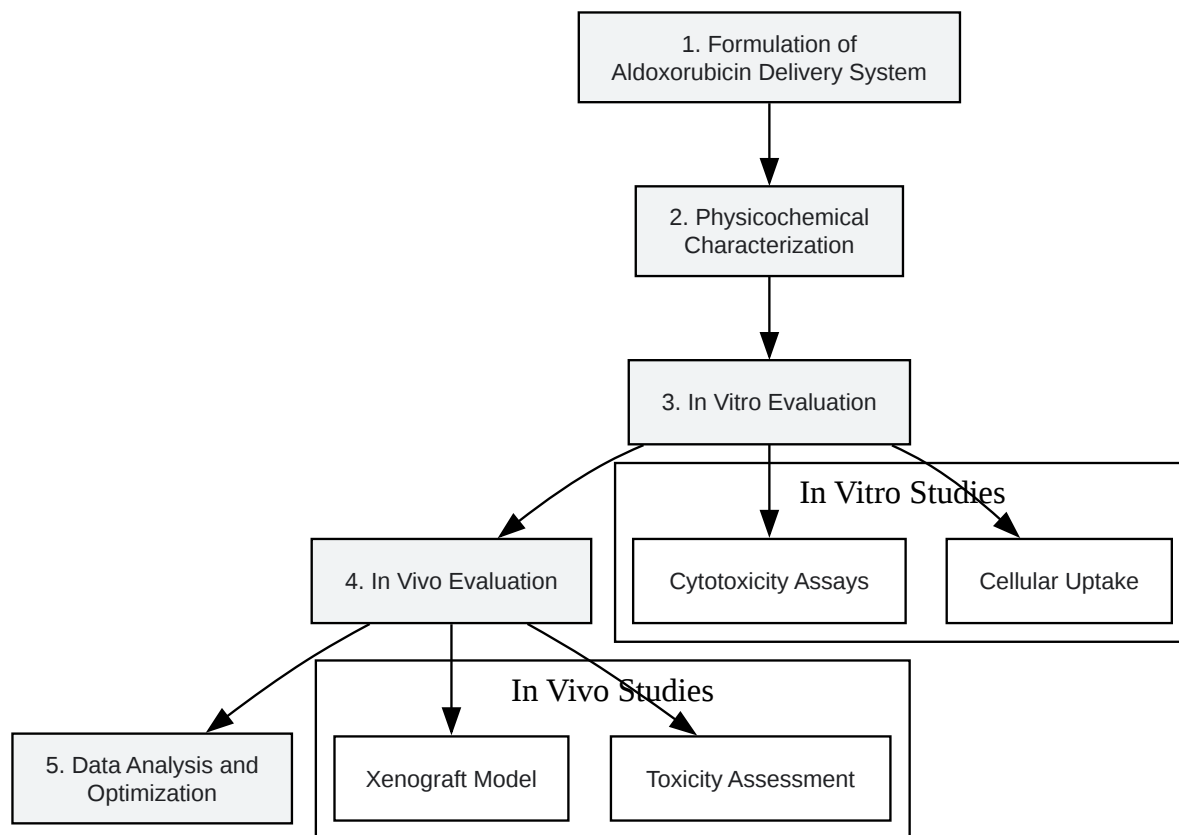 1. Formulation of
Aldoxorubicin Delivery System
2. Physicochemical
Characterization
3. In Vitro Evaluation
In Vitro Studies
4. In Vivo Evaluation
Cytotoxicity Assays
Cellular Uptake
In Vivo Studies
5. Data Analysis and
Optimization
Xenograft Model
Toxicity Assessment